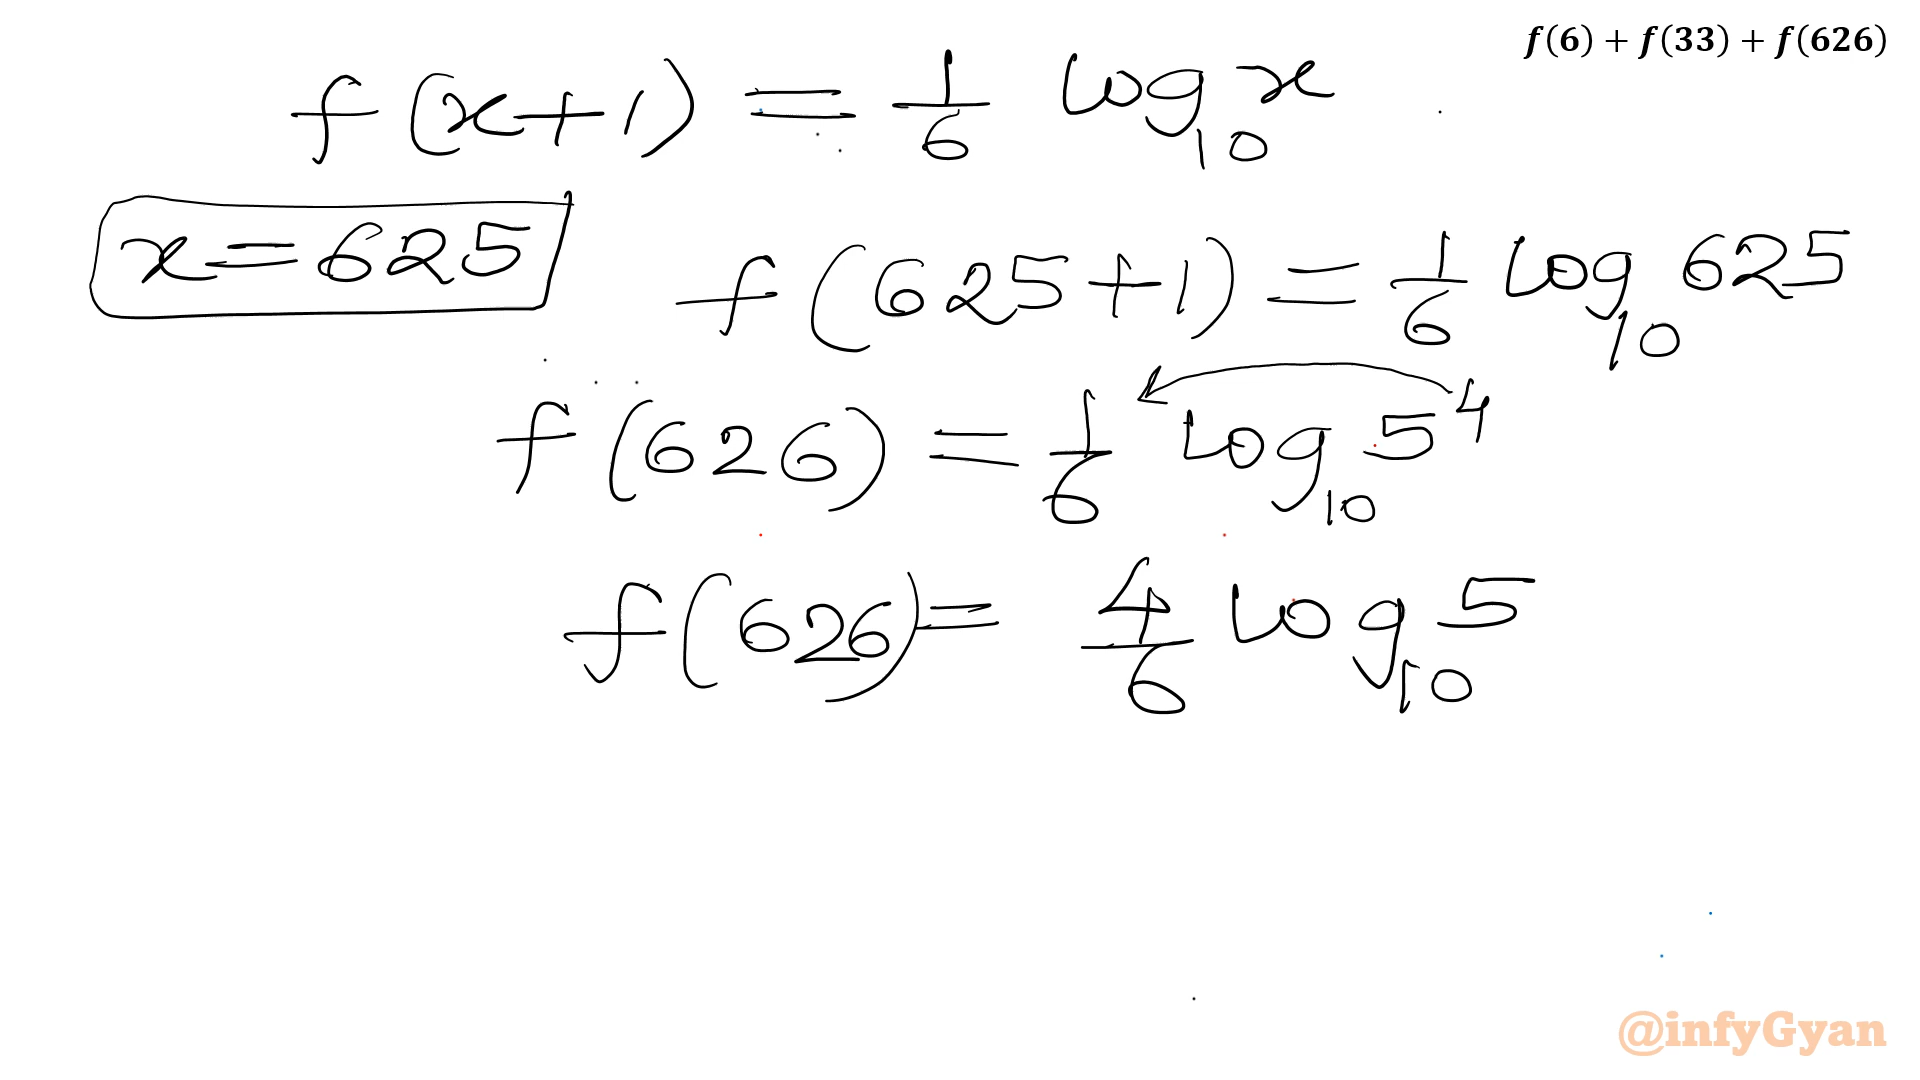 f(6) + f(33) + f(626)
f(x+1) = 1/6 log₁₀ x
x = 625
f(625+1) = 1/6 log₁₀ 625
f(626) = 1/6 log₁₀ 5⁴
f(626) = 4/6 log₁₀ 5
@infyGyan